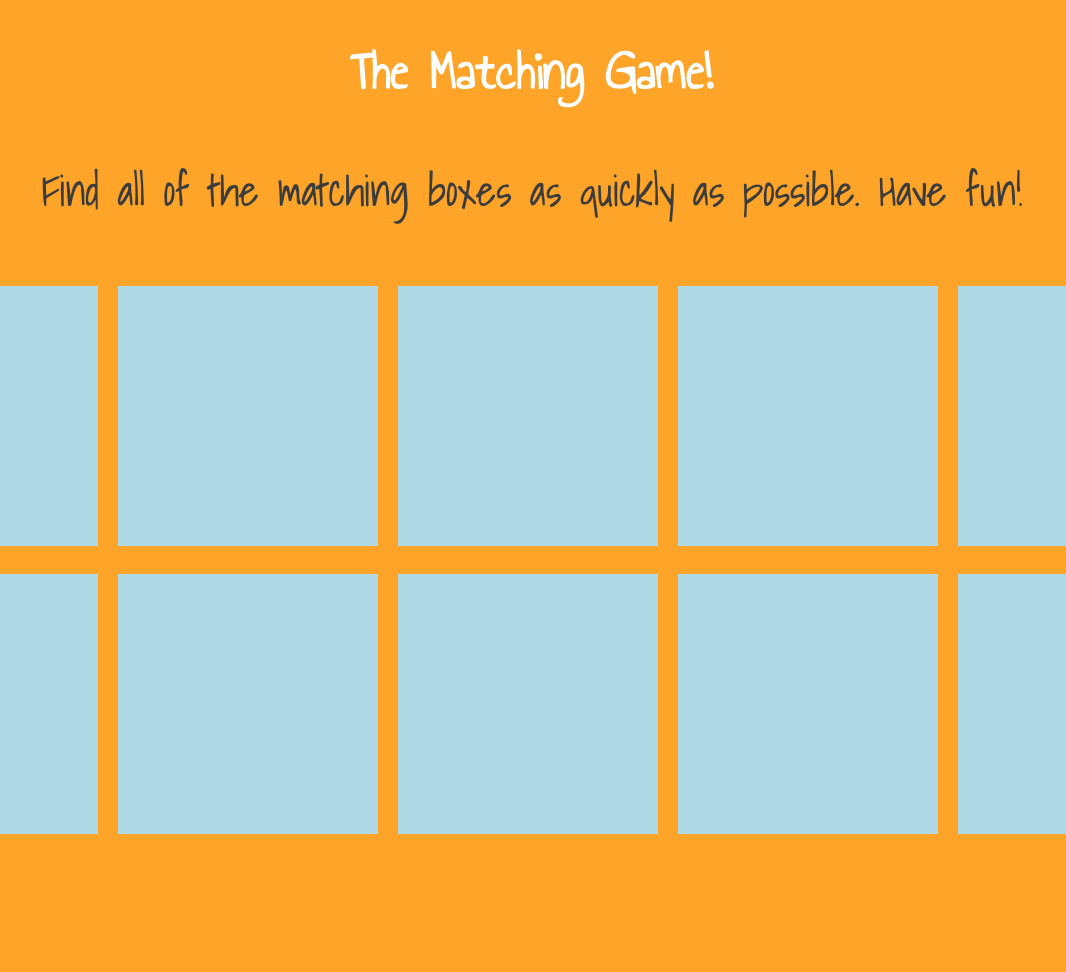 The Matching Game!
Find all of the matching boxes as quickly as possible. Have fun!